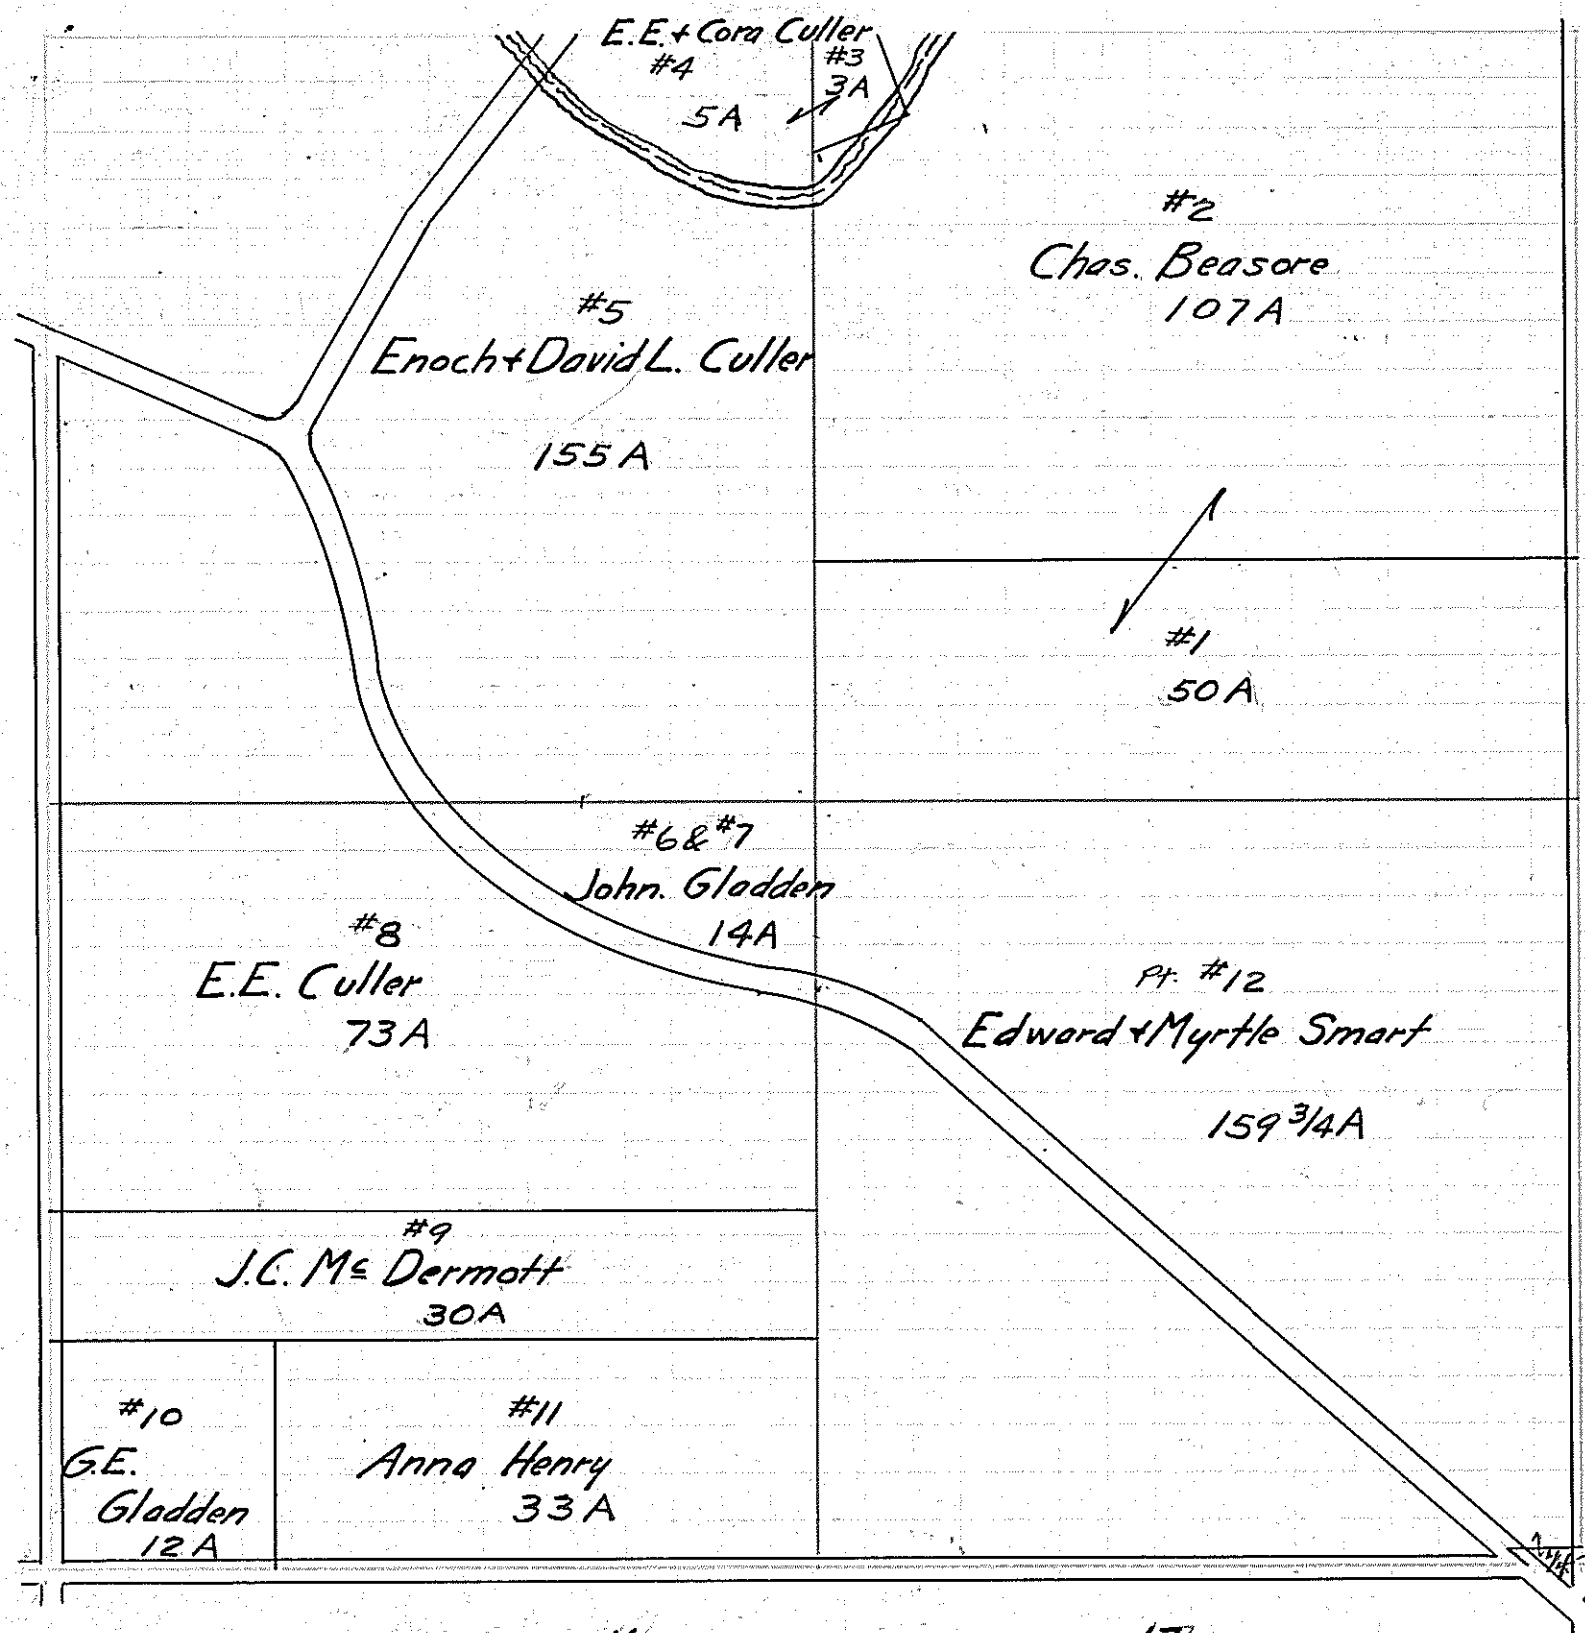 E.E. + Cora Culler
#4
5A
#3
3A
#2
Chas. Beasore
107A
#5
Enoch + David L. Culler
155A
#1
50A
#6 & #7
John. Gladden
14A
#8
E.E. Culler
73A
Pt. #12
Edward + Myrtle Smart
159 3/4A
#9
J.C. Mc Dermott
30A
#10
G.E.
Gladden
12A
#11
Anna Henry
33A